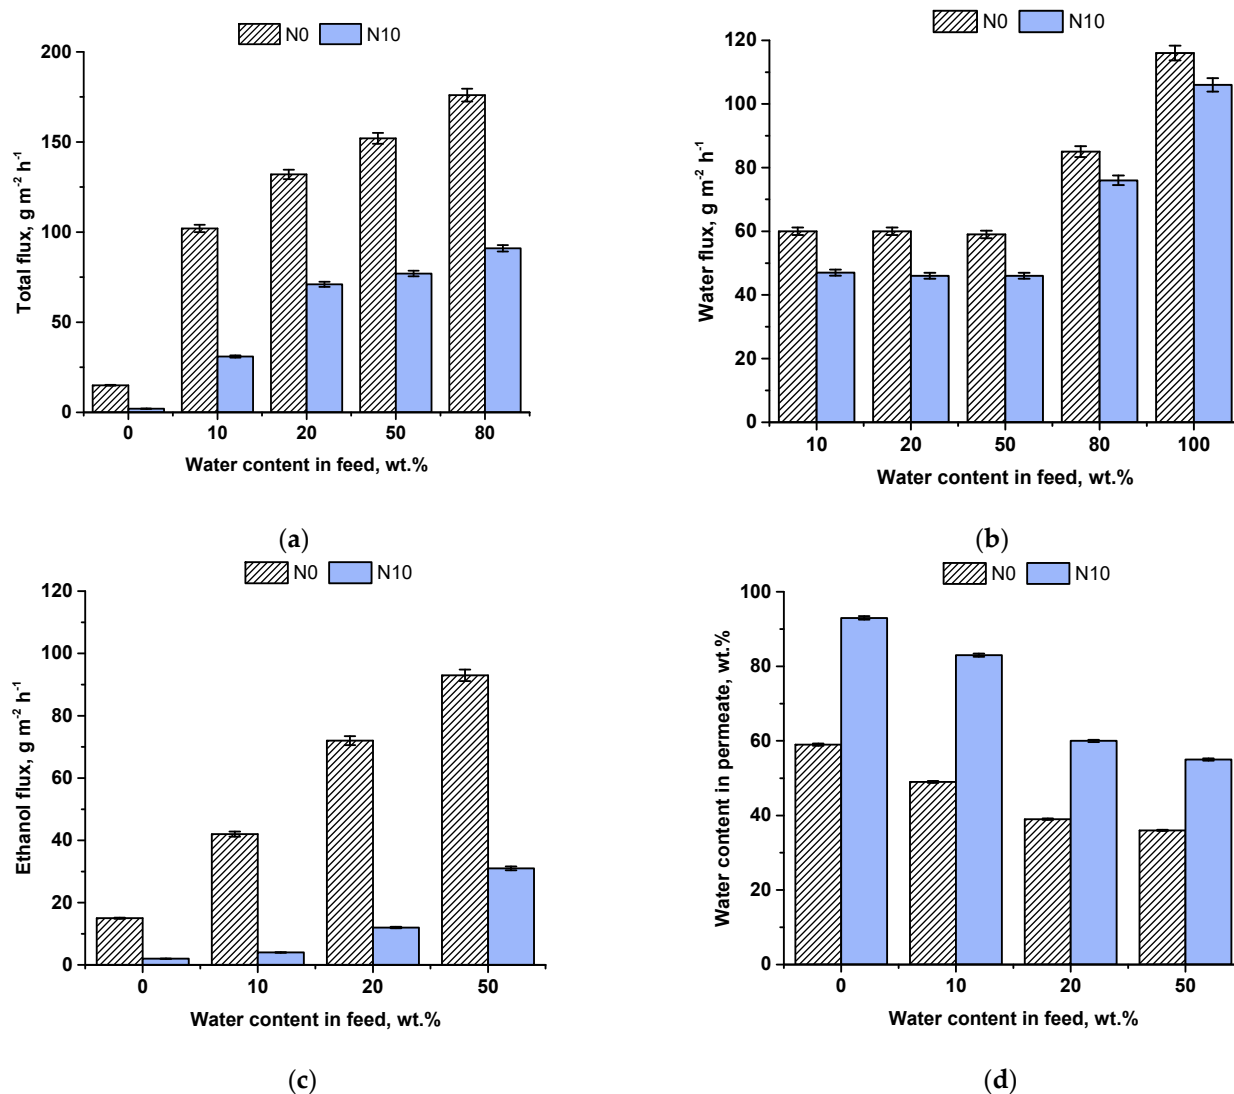 N0 N10
200
150
100
50
0
Total flux, g m⁻² h⁻¹
0 10 20 50 80
Water content in feed, wt.%
(a)
N0 N10
120
100
80
60
40
20
0
Water flux, g m⁻² h⁻¹
10 20 50 80 100
Water content in feed, wt.%
(b)
N0 N10
120
100
80
60
40
20
0
Ethanol flux, g m⁻² h⁻¹
0 10 20 50
Water content in feed, wt.%
(c)
N0 N10
100
80
60
40
20
0
Water content in permeate, wt.%
0 10 20 50
Water content in feed, wt.%
(d)